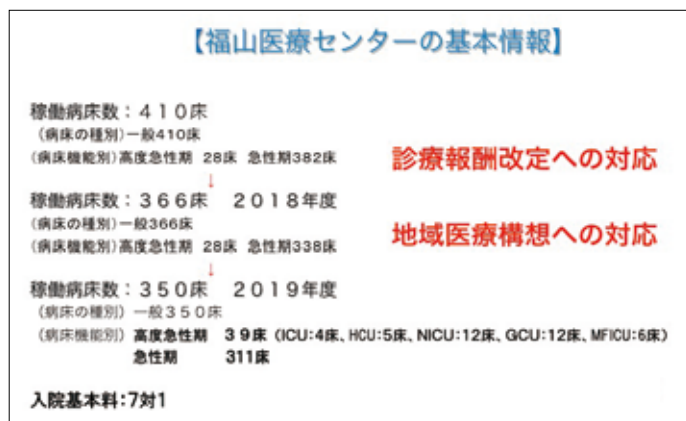 【福山医療センターの基本情報】
稼働病床数：４１０床
（病床の種別）一般410床
（病床機能別）高度急性期 28床 急性期382床
診療報酬改定への対応
↓
稼働病床数：３６６床 ２０１８年度
（病床の種別）一般366床
（病床機能別）高度急性期 28床 急性期338床
地域医療構想への対応
↓
稼働病床数：３５０床 ２０１９年度
（病床の種別）一般３５０床
（病床機能別）高度急性期 ３９床（ICU：4床、HCU：5床、NICU：12床、GCU：12床、MFICU：6床）
急性期 311床
入院基本料：7対1